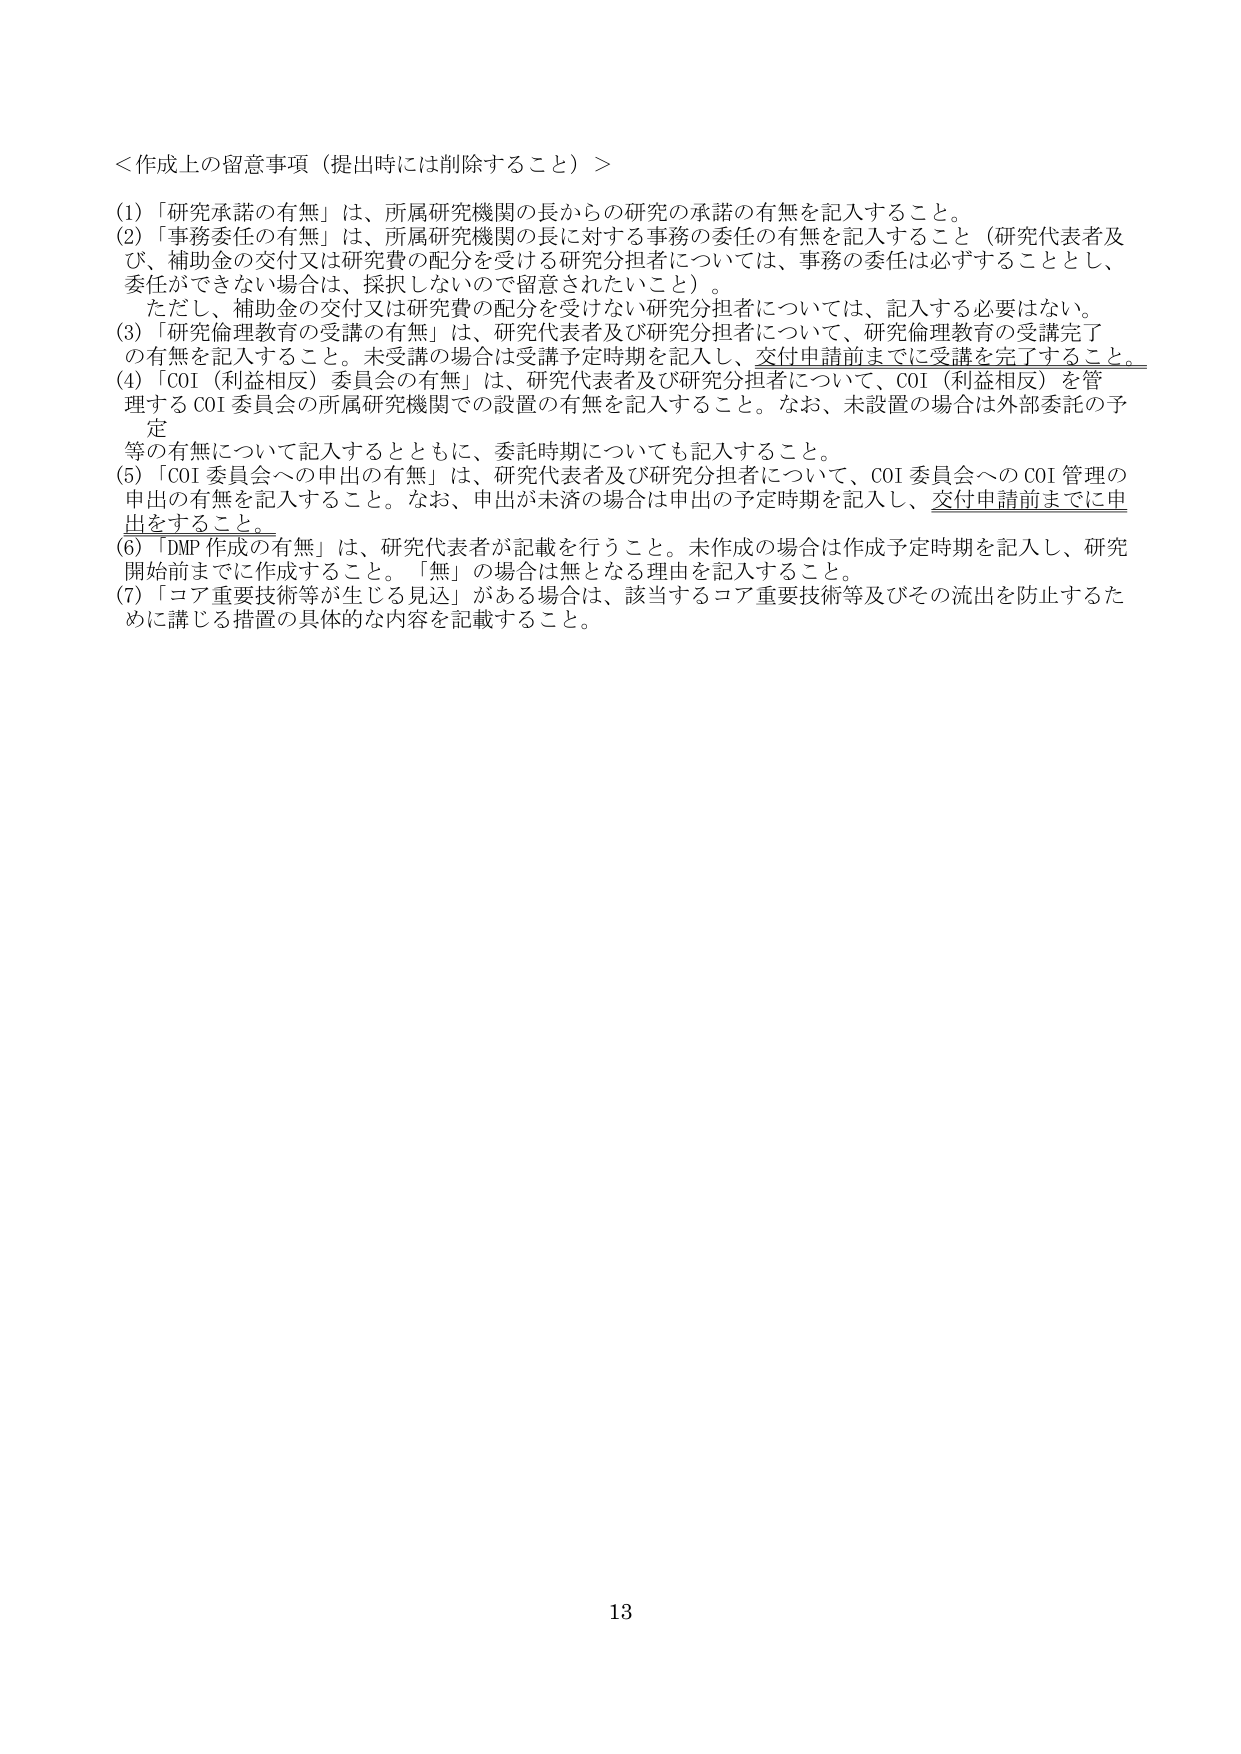 ＜作成上の留意事項（提出時には削除すること）＞
(1)「研究承諾の有無」は、所属研究機関の長からの研究の承諾の有無を記入すること。
(2)「事務委任の有無」は、所属研究機関の長に対する事務の委任の有無を記入すること（研究代表者及
び、補助金の交付又は研究費の配分を受ける研究分担者については、事務の委任は必ずすることとし、
委任ができない場合は、採択しないので留意されたいこと）。
ただし、補助金の交付又は研究費の配分を受けない研究分担者については、記入する必要はない。
(3)「研究倫理教育の受講の有無」は、研究代表者及び研究分担者について、研究倫理教育の受講完了
の有無を記入すること。未受講の場合は受講予定時期を記入し、交付申請前までに受講を完了すること。
(4)「COI（利益相反）委員会の有無」は、研究代表者及び研究分担者について、COI（利益相反）を管
理する COI 委員会の所属研究機関での設置の有無を記入すること。なお、未設置の場合は外部委託の予
定
等の有無について記入するとともに、委託時期についても記入すること。
(5)「COI 委員会への申出の有無」は、研究代表者及び研究分担者について、COI 委員会への COI 管理の
申出の有無を記入すること。なお、申出が未済の場合は申出の予定時期を記入し、交付申請前までに申
出をすること。
(6)「DMP 作成の有無」は、研究代表者が記載を行うこと。未作成の場合は作成予定時期を記入し、研究
開始前までに作成すること。「無」の場合は無となる理由を記入すること。
(7)「コア重要技術等が生じる見込」がある場合は、該当するコア重要技術等及びその流出を防止するた
めに講じる措置の具体的な内容を記載すること。
13